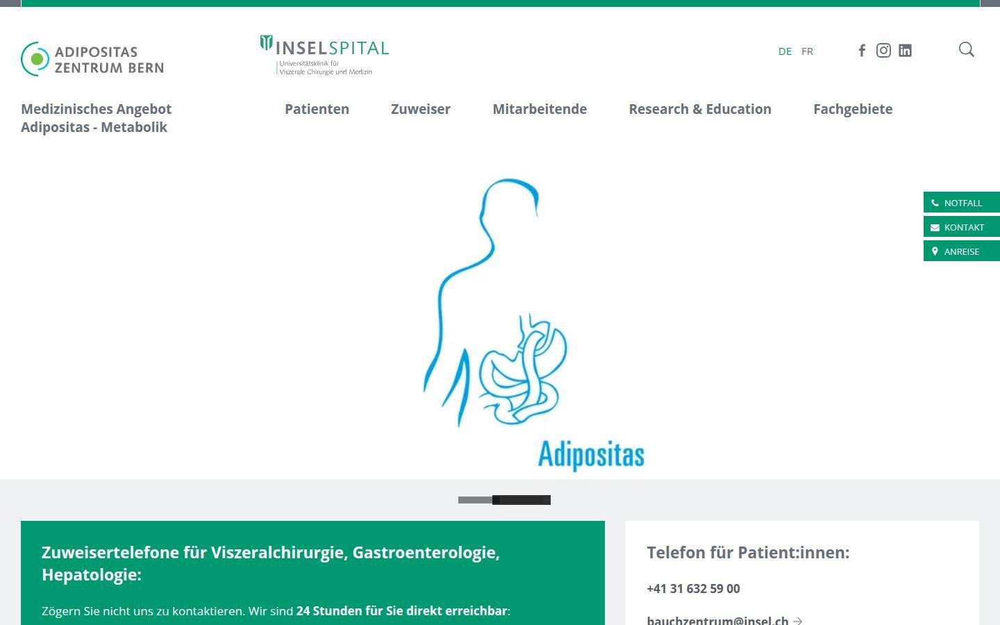 ADIPOSITAS
ZENTRUM BERN
INSELSPITAL
Universitätsklinik für
Viszerale Chirurgie und Medizin
DE FR
Medizinisches Angebot
Adipositas - Metabolik
Patienten
Zuweiser
Mitarbeitende
Research & Education
Fachgebiete
NOTFALL
KONTAKT
ANREISE
Adipositas
Zuweisertelefone für Viszeralchirurgie, Gastroenterologie,
Hepatologie:
Zögern Sie nicht uns zu kontaktieren. Wir sind 24 Stunden für Sie direkt erreichbar:
Telefon für Patient:innen:
+41 31 632 59 00
bauchzentrum@insel.ch